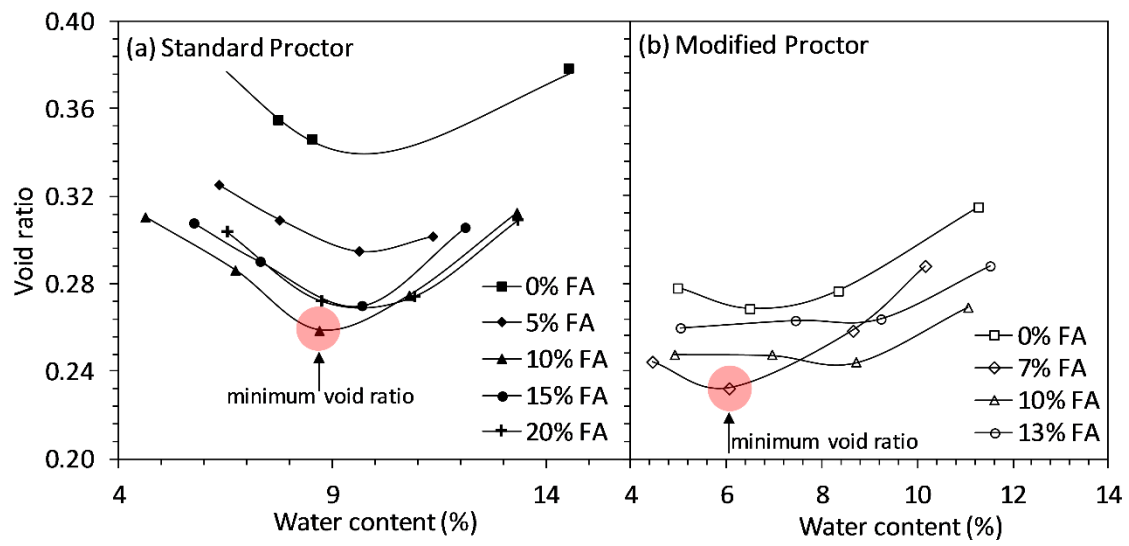 0.40
0.36
0.32
0.28
0.24
0.20
Void ratio
(a) Standard Proctor
0% FA
5% FA
10% FA
15% FA
20% FA
minimum void ratio
4
9
14
Water content (%)
(b) Modified Proctor
0% FA
7% FA
10% FA
13% FA
minimum void ratio
4
6
8
10
12
14
Water content (%)